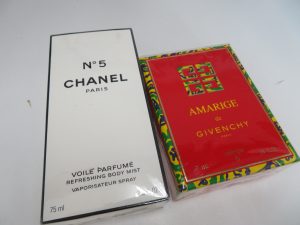 N°5
CHANEL
PARIS
VOILE PARFUMÉ
REFRESHING BODY MIST
VAPORISATEUR SPRAY
75 ml
AMARIGE
de
GIVENCHY